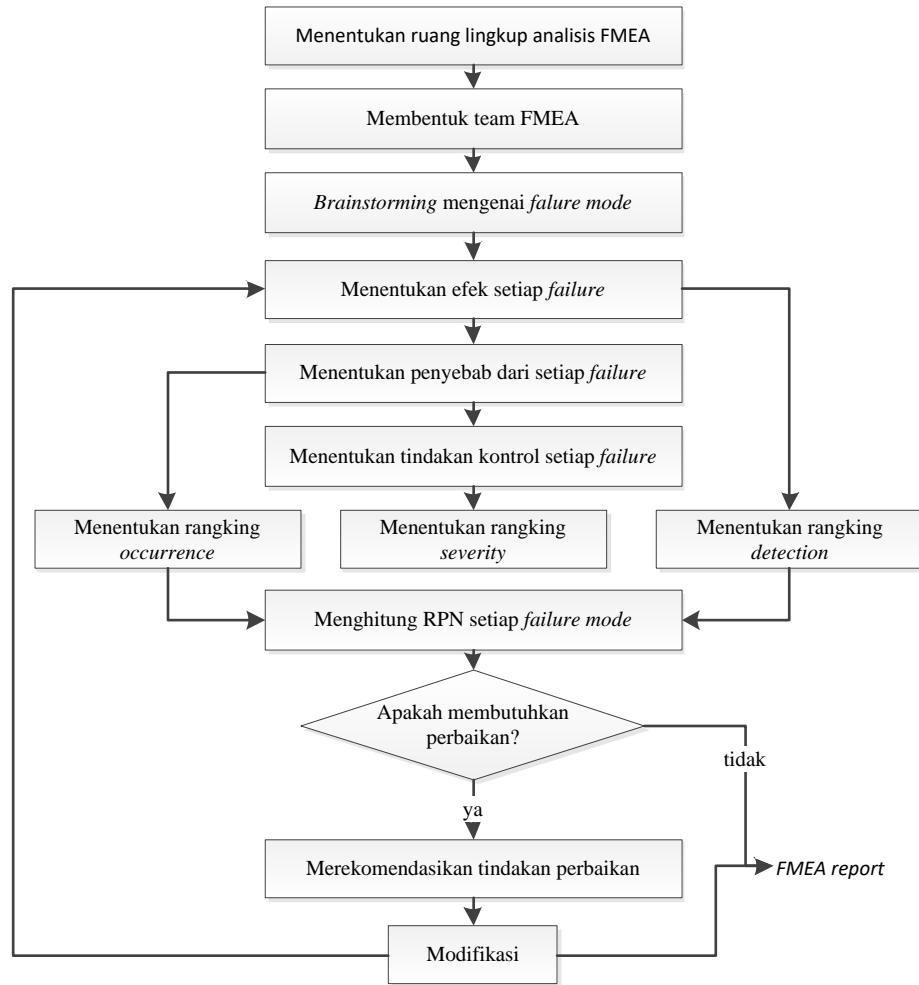 Menentukan ruang lingkup analisis FMEA
Membentuk team FMEA
Brainstorming mengenai falure mode
Menentukan efek setiap failure
Menentukan penyebab dari setiap failure
Menentukan tindakan kontrol setiap failure
Menentukan rangking
occurrence
Menentukan rangking
severity
Menentukan rangking
detection
Menghitung RPN setiap failure mode
Apakah membutuhkan
perbaikan?
tidak
ya
Merekomendasikan tindakan perbaikan
FMEA report
Modifikasi